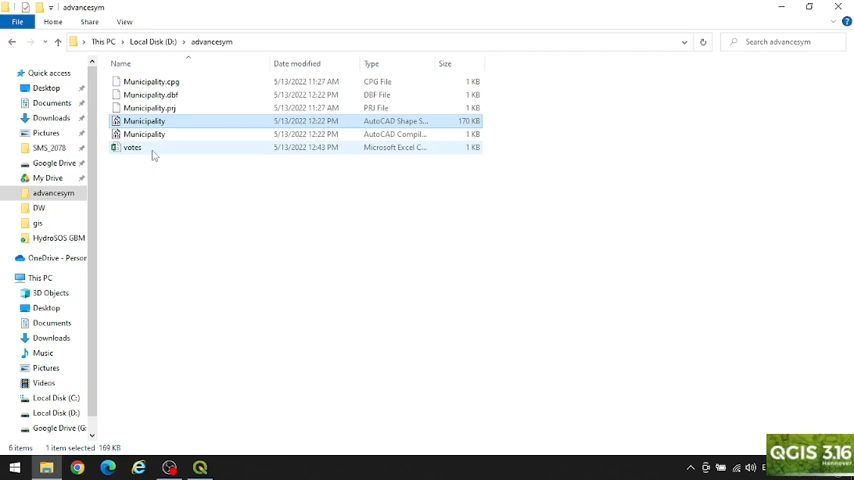 advancesym
File Home Share View
This PC Local Disk (D:) advancesym
Search advancesym
Name Date modified Type Size
Municipality.cpg 5/13/2022 11:27 AM CPG File 1 KB
Municipality.dbf 5/13/2022 12:22 PM DBF File 1 KB
Municipality.prj 5/13/2022 11:27 AM PRJ File 1 KB
Municipality 5/13/2022 12:22 PM AutoCAD Shape S... 170 KB
Municipality 5/13/2022 12:22 PM AutoCAD Compil... 1 KB
votes 5/13/2022 12:43 PM Microsoft Excel C... 1 KB
Quick access
Desktop
Documents
Downloads
Pictures
SMS_2078
Google Drive
My Drive
advancesym
DW
gis
HydroSOS GBM
OneDrive - Person
This PC
3D Objects
Desktop
Documents
Downloads
Music
Pictures
Videos
Local Disk (C:)
Local Disk (D:)
Google Drive (G:
6 items 1 item selected 169 KB
QGIS 3.16
Hannover